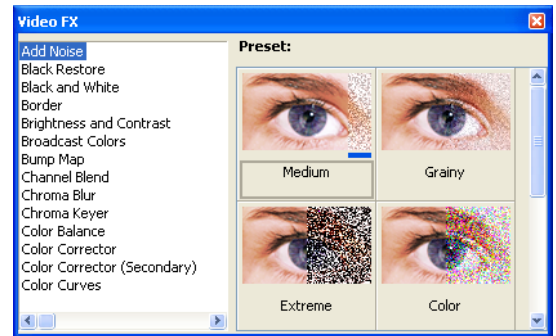 Video FX
Add Noise
Black Restore
Black and White
Border
Brightness and Contrast
Broadcast Colors
Bump Map
Channel Blend
Chroma Blur
Chroma Keyer
Color Balance
Color Corrector
Color Corrector (Secondary)
Color Curves
Preset:
Medium
Grainy
Extreme
Color